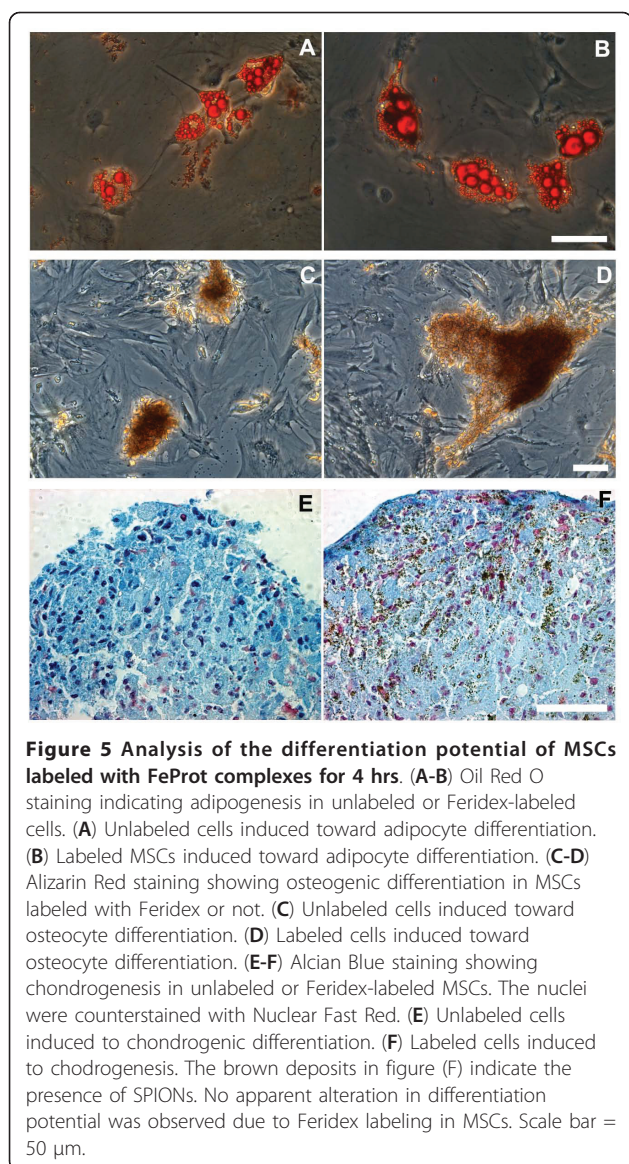 A
B
C
D
E
F
Figure 5 Analysis of the differentiation potential of MSCs
labeled with FeProt complexes for 4 hrs. (A-B) Oil Red O
staining indicating adipogenesis in unlabeled or Feridex-labeled
cells. (A) Unlabeled cells induced toward adipocyte differentiation.
(B) Labeled MSCs induced toward adipocyte differentiation. (C-D)
Alizarin Red staining showing osteogenic differentiation in MSCs
labeled with Feridex or not. (C) Unlabeled cells induced toward
osteocyte differentiation. (D) Labeled cells induced toward
osteocyte differentiation. (E-F) Alcian Blue staining showing
chondrogenesis in unlabeled or Feridex-labeled MSCs. The nuclei
were counterstained with Nuclear Fast Red. (E) Unlabeled cells
induced to chondrogenic differentiation. (F) Labeled cells induced
to chodrogenesis. The brown deposits in figure (F) indicate the
presence of SPIONs. No apparent alteration in differentiation
potential was observed due to Feridex labeling in MSCs. Scale bar =
50 μm.